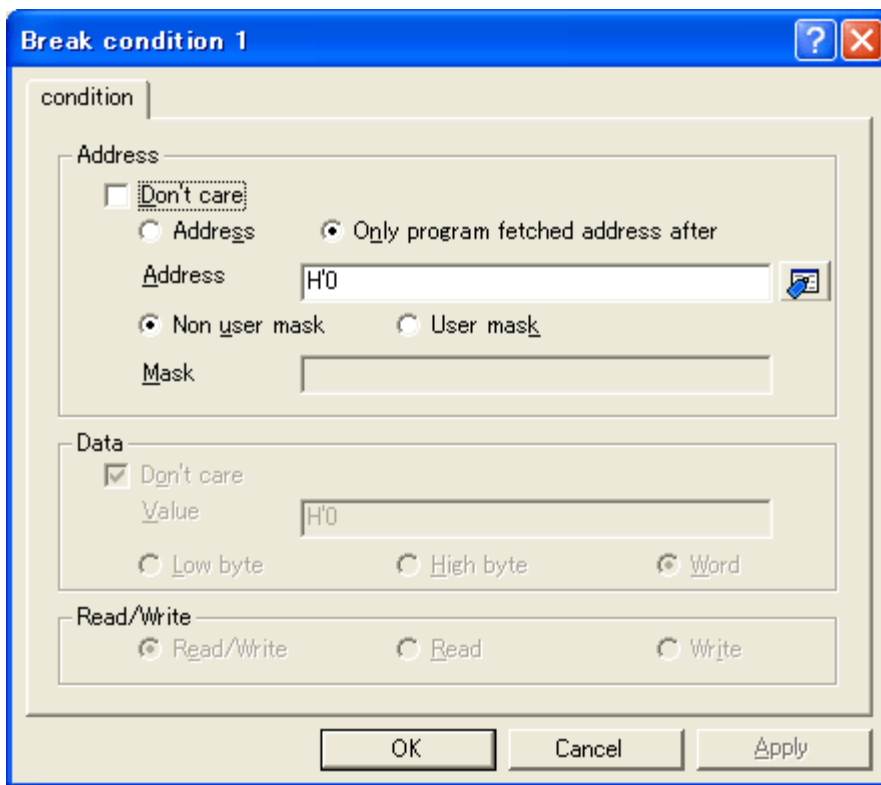 Break condition 1
condition
Address
Don't care
Address Only program fetched address after
Address H'0
Non user mask User mask
Mask
Data
Don't care
Value H'0
Low byte High byte Word
Read/Write
Read/Write Read Write
OK Cancel Apply